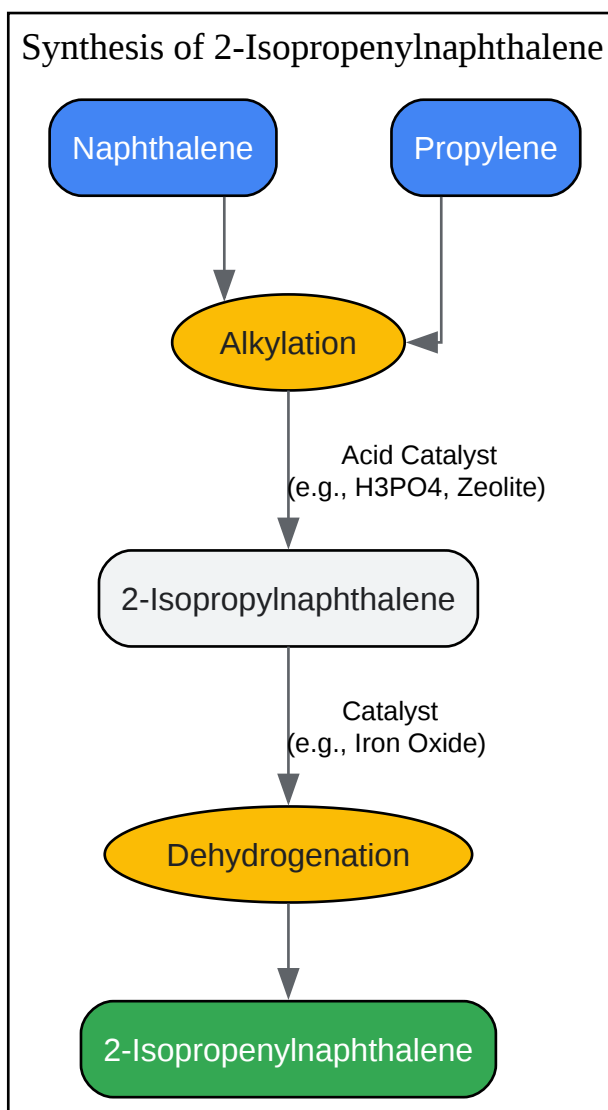 Synthesis of 2-Isopropenylnaphthalene
Naphthalene
Propylene
Alkylation
Acid Catalyst
(e.g., H3PO4, Zeolite)
2-Isopropylnaphthalene
Catalyst
(e.g., Iron Oxide)
Dehydrogenation
2-Isopropenylnaphthalene